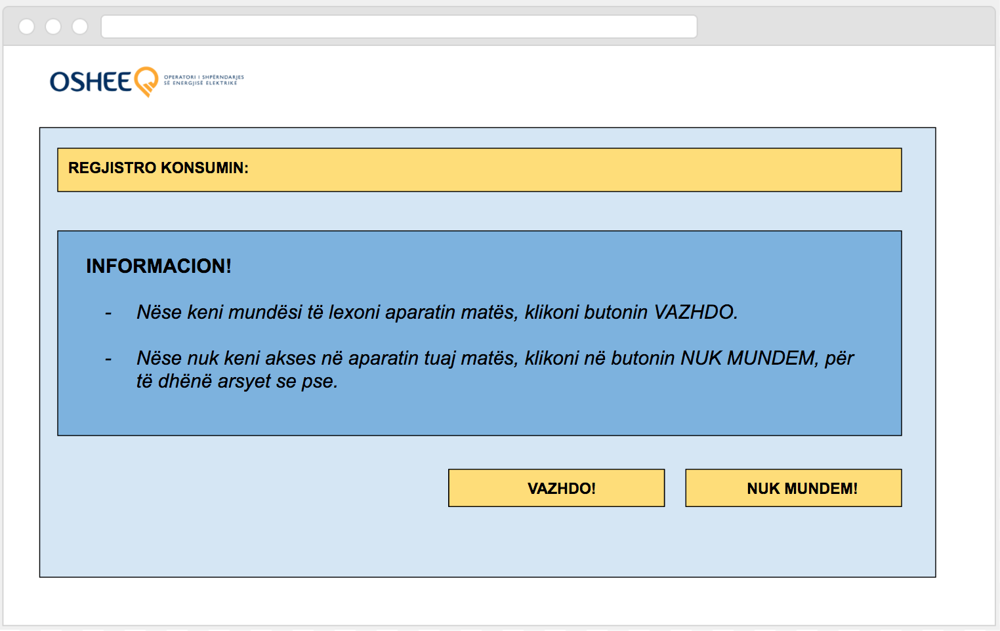 OSHEE
OPERATORI I SHPËRNDARJES
SË ENERGJISË ELEKTRIKE
REGJISTRO KONSUMIN:
INFORMACION!
- Nëse keni mundësi të lexoni aparatin matës, klikoni butonin VAZHDO.
- Nëse nuk keni akses në aparatin tuaj matës, klikoni në butonin NUK MUNDEM, për
të dhënë arsyet se pse.
VAZHDO!
NUK MUNDEM!